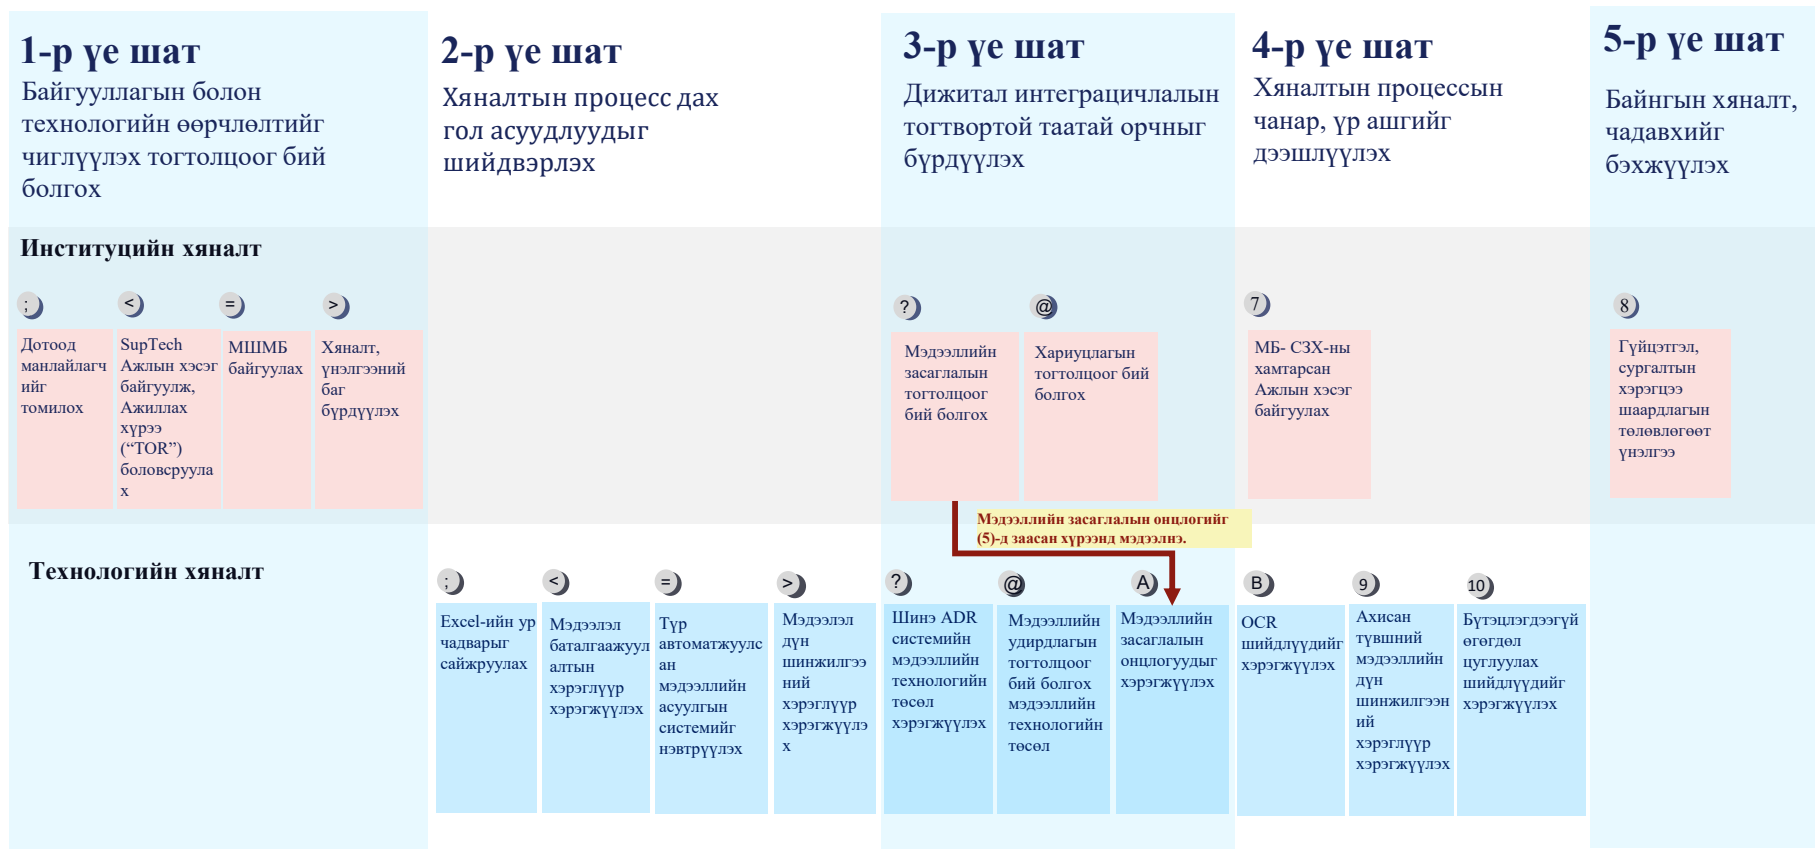 1-р үе шат
Байгууллагын болон
технологийн өөрчлөлтийг
чиглүүлэх тогтолцоог бий
болгох
2-р үе шат
Хяналтын процесс дах
гол асуудлуудыг
шийдвэрлэх
3-р үе шат
Дижитал интеграцичлалын
тогтвортой таатай орчныг
бүрдүүлэх
4-р үе шат
Хяналтын процессын
чанар, үр ашгийг
дээшлүүлэх
5-р үе шат
Байнгын хяналт,
чадавхийг
бэхжүүлэх
Институцийн хяналт
;
Дотоод
манлайлагч
ийг
томилох
<
SupTech
Ажлын хэсэг
байгуулж,
Ажиллах
хүрээ
(“TOR”)
боловсруула
х
=
МШМБ
байгуулах
>
Хяналт,
үнэлгээний
баг
бүрдүүлэх
?
Мэдээллийн
засаглалын
тогтолцоог
бий болгох
@
Хариуцлагын
тогтолцоог бий
болгох
7
МБ- СЗХ-ны
хамтарсан
Ажлын хэсэг
байгуулах
8
Гүйцэтгэл,
сургалтын
хэрэгцээ
шаардлагын
төлөвлөгөөт
үнэлгээ
Мэдээллийн засаглалын онцлогийг
(5)-д заасан хүрээнд мэдээлнэ.
Технологийн хяналт
;
Excel-ийн ур
чадварыг
сайжруулах
<
Мэдээлэл
баталгаажуул
алтын
хэрэглүүр
хэрэгжүүлэх
=
Түр
автоматжуулс
ан
мэдээллийн
асуулгын
системийг
нэвтрүүлэх
>
Мэдээлэл
дүн
шинжилгээ
ний
хэрэглүүр
хэрэгжүүлэ
х
?
Шинэ ADR
системийн
мэдээллийн
технологийн
төсөл
хэрэгжүүлэх
@
Мэдээллийн
удирдлагын
тогтолцоог
бий болгох
мэдээллийн
технологийн
төсөл
A
Мэдээллийн
засаглалын
онцлогуудыг
хэрэгжүүлэх
B
OCR
шийдлүүдийг
хэрэгжүүлэх
9
Ахисан
түвшний
мэдээллийн
дүн
шинжилгээн
ий
хэрэглүүр
хэрэгжүүлэх
10
Бүтэцлэгдээгүй
өгөгдөл
цуглуулах
шийдлүүдийг
хэрэгжүүлэх